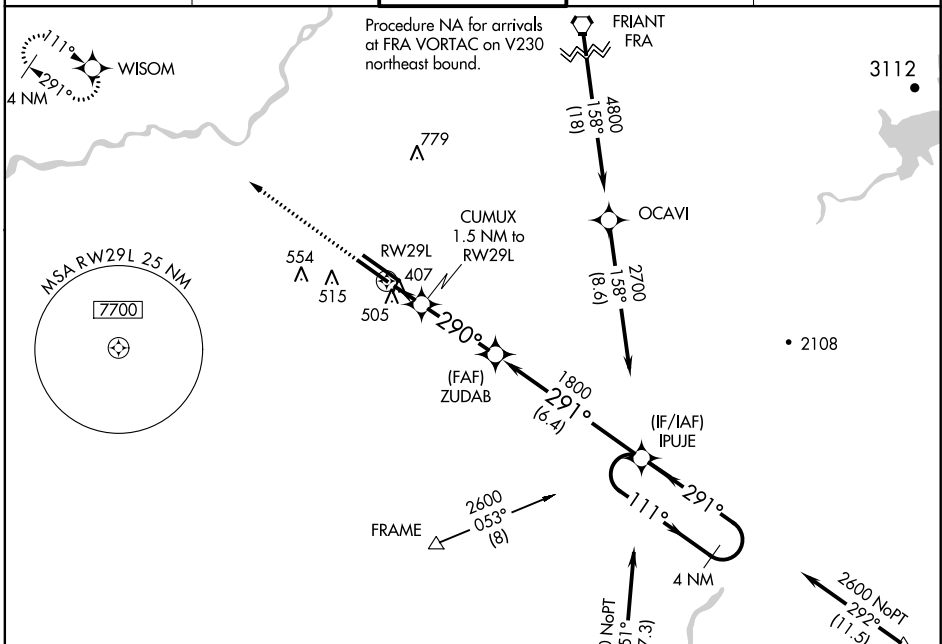 Procedure NA for arrivals
at FRA VORTAC on V230
northeast bound.
FRIANT
FRA
111°
WISOM
291°
4 NM
3112
4800
158°
(18)
779
OCAVI
CUMUX
1.5 NM to
RW29L
RW29L
407
554
515
505
MSA RW29L 25 NM
7700
2700
158°
(8.6)
290°
2108
(FAF)
ZUDAB
1800
291°
(6.4)
(IF/IAF)
IPUJE
291°
111°
2600
053°
(8)
FRAME
4 NM
2600 NoPT
292°
(11.5)
NoPT